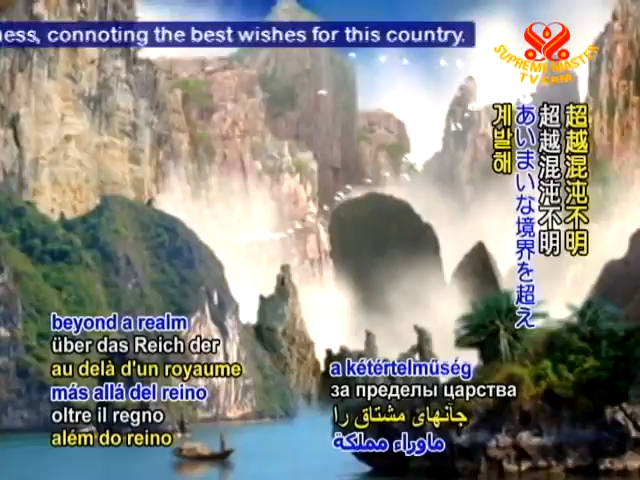 ness, connoting the best wishes for this country.
SUPREME MASTER
TV.COM
超越混沌不明
超越混沌不明
あいまいな境界を超え
계발해
beyond a realm
über das Reich der
au delà d'un royaume
más allá del reino
oltre il regno
além do reino
a kétértelműség
за пределы царства
جآنهای مشتاق را
ماوراء مملكة